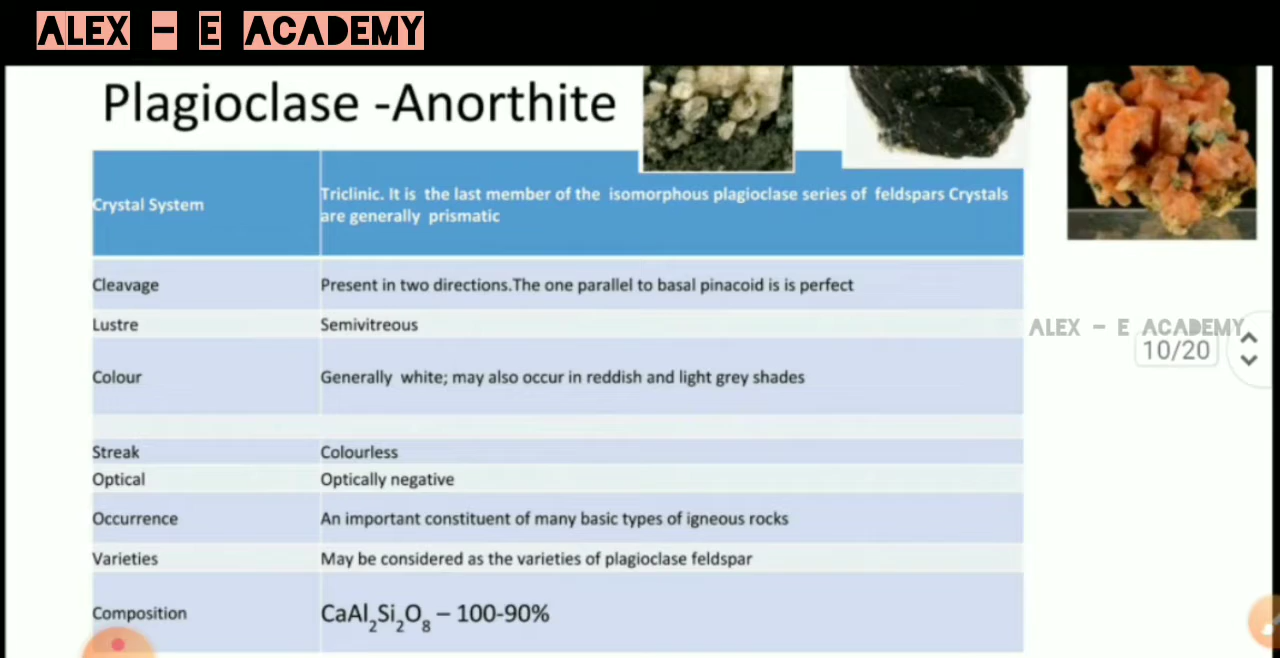 ALEX - E ACADEMY
Plagioclase -Anorthite
Crystal System
Triclinic. It is the last member of the isomorphous plagioclase series of feldspars Crystals
are generally prismatic
Cleavage
Present in two directions.The one parallel to basal pinacoid is is perfect
Lustre
Semivitreous
ALEX - E ACADEMY
10/20
Colour
Generally white; may also occur in reddish and light grey shades
Streak
Colourless
Optical
Optically negative
Occurrence
An important constituent of many basic types of igneous rocks
Varieties
May be considered as the varieties of plagioclase feldspar
Composition
CaAl₂Si₂O₈ – 100-90%